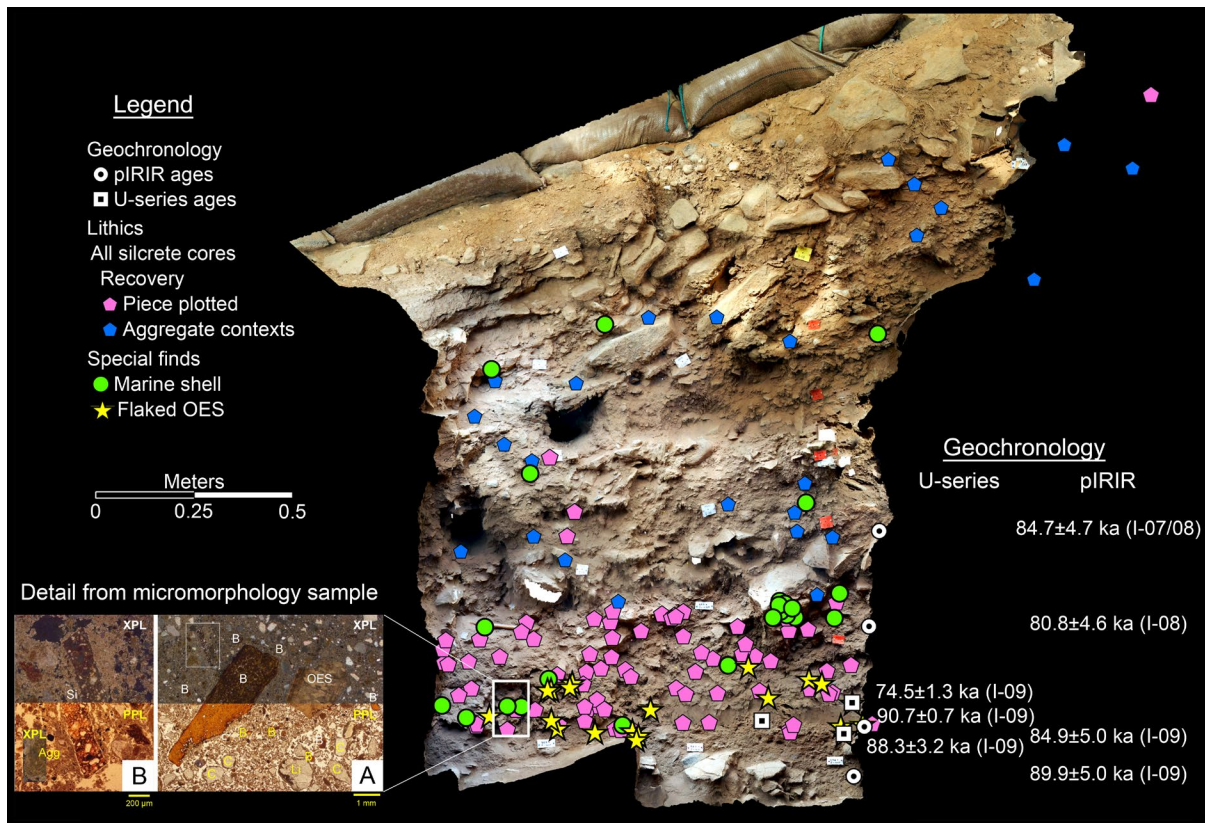 Legend
Geochronology
pIRIR ages
U-series ages
Lithics
All silcrete cores
Recovery
Piece plotted
Aggregate contexts
Special finds
Marine shell
Flaked OES
Meters
0 0.25 0.5
Geochronology
U-series pIRIR
84.7±4.7 ka (I-07/08)
80.8±4.6 ka (I-08)
74.5±1.3 ka (I-09)
90.7±0.7 ka (I-09)
84.9±5.0 ka (I-09)
88.3±3.2 ka (I-09)
89.9±5.0 ka (I-09)
Detail from micromorphology sample
XPL
Si
PPL
XPL
Agg
B
200 µm
XPL
B
B
B
B
OES
B
PPL
B
B
B
C
C
C
C
C
Li
A
1 mm